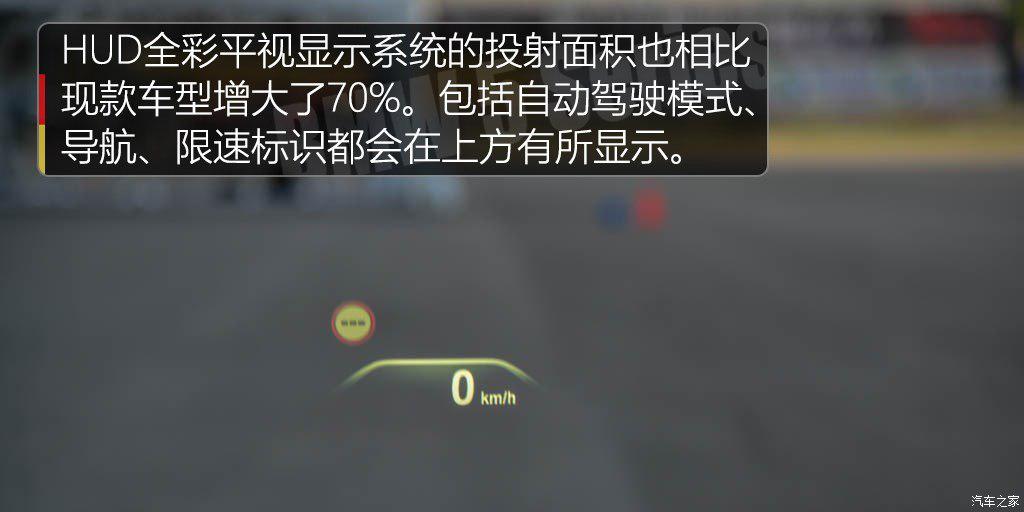 HUD全彩平视显示系统的投射面积也相比
现款车型增大了70%。包括自动驾驶模式、
导航、限速标识都会在上方有所显示。
---
0 km/h
汽车之家